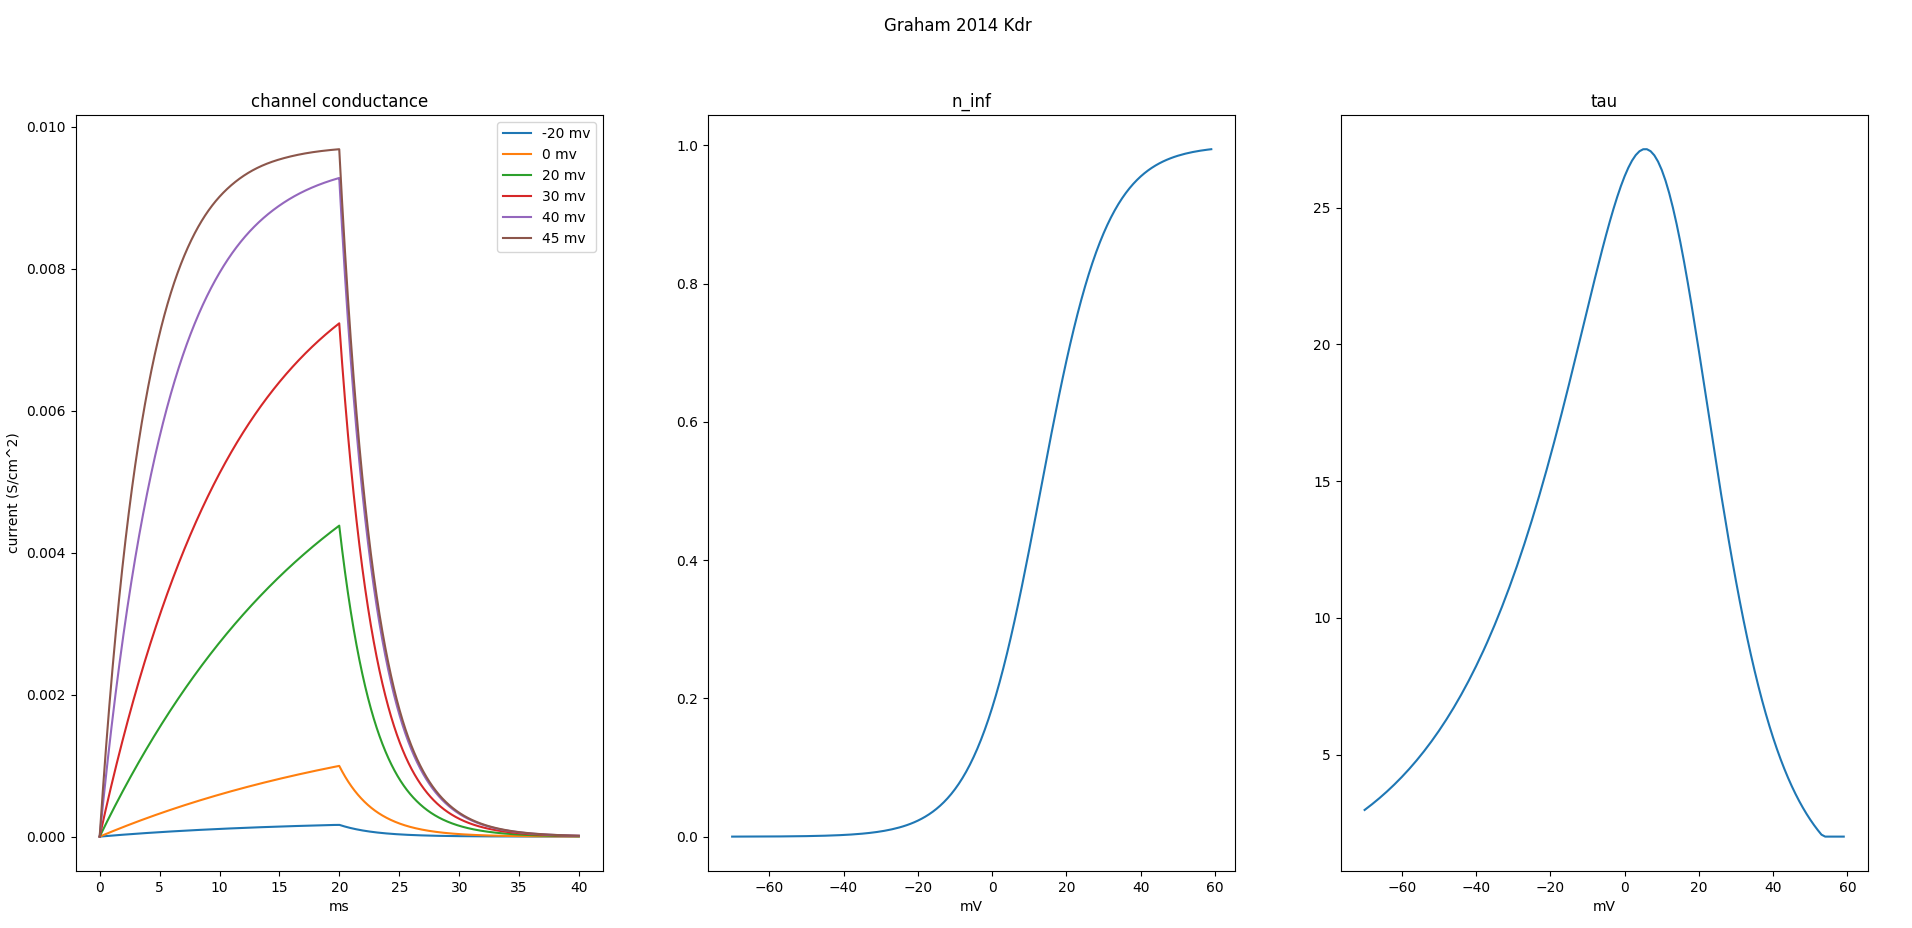 Graham 2014 Kdr
channel conductance
current (S/cm^2)
0.010
0.008
0.006
0.004
0.002
0.000
-20 mv
0 mv
20 mv
30 mv
40 mv
45 mv
0 5 10 15 20 25 30 35 40
ms
n_inf
1.0
0.8
0.6
0.4
0.2
0.0
−60 −40 −20 0 20 40 60
mV
tau
25
20
15
10
5
−60 −40 −20 0 20 40 60
mV